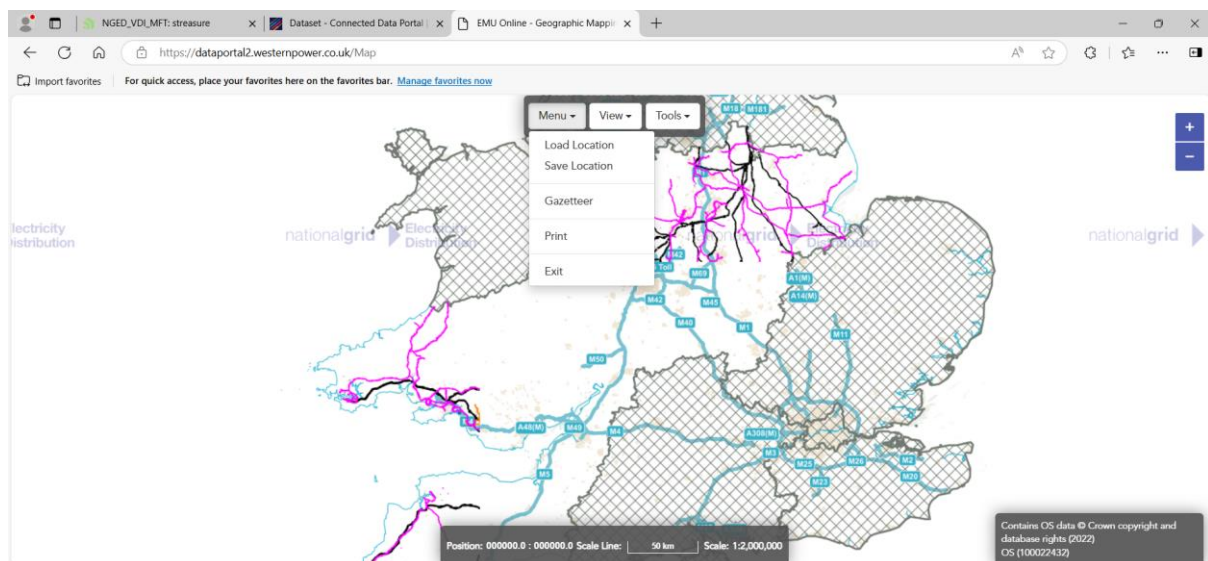 NGED_VDI_MFT: streasure
Dataset - Connected Data Portal |
EMU Online - Geographic Mappin
https://dataportal2.westernpower.co.uk/Map
Import favorites
For quick access, place your favorites here on the favorites bar. Manage favorites now
Menu View Tools
Load Location
Save Location
Gazetteer
Print
Exit
+
−
M18 M181
lectricity
istribution
nationalgrid
Elec
Distri
grid
Electricity
Distribution
nationalgrid
M42
Toll
M69
A1(M)
A14(M)
M42
M45
M40
M1
M11
M50
A48(M)
M49
M4
A308(M)
M3
M25
M26
M2
M20
M23
M5
Position: 000000.0 : 000000.0 Scale Line: 50 km Scale: 1:2,000,000
Contains OS data © Crown copyright and
database rights (2022)
OS (100022432)